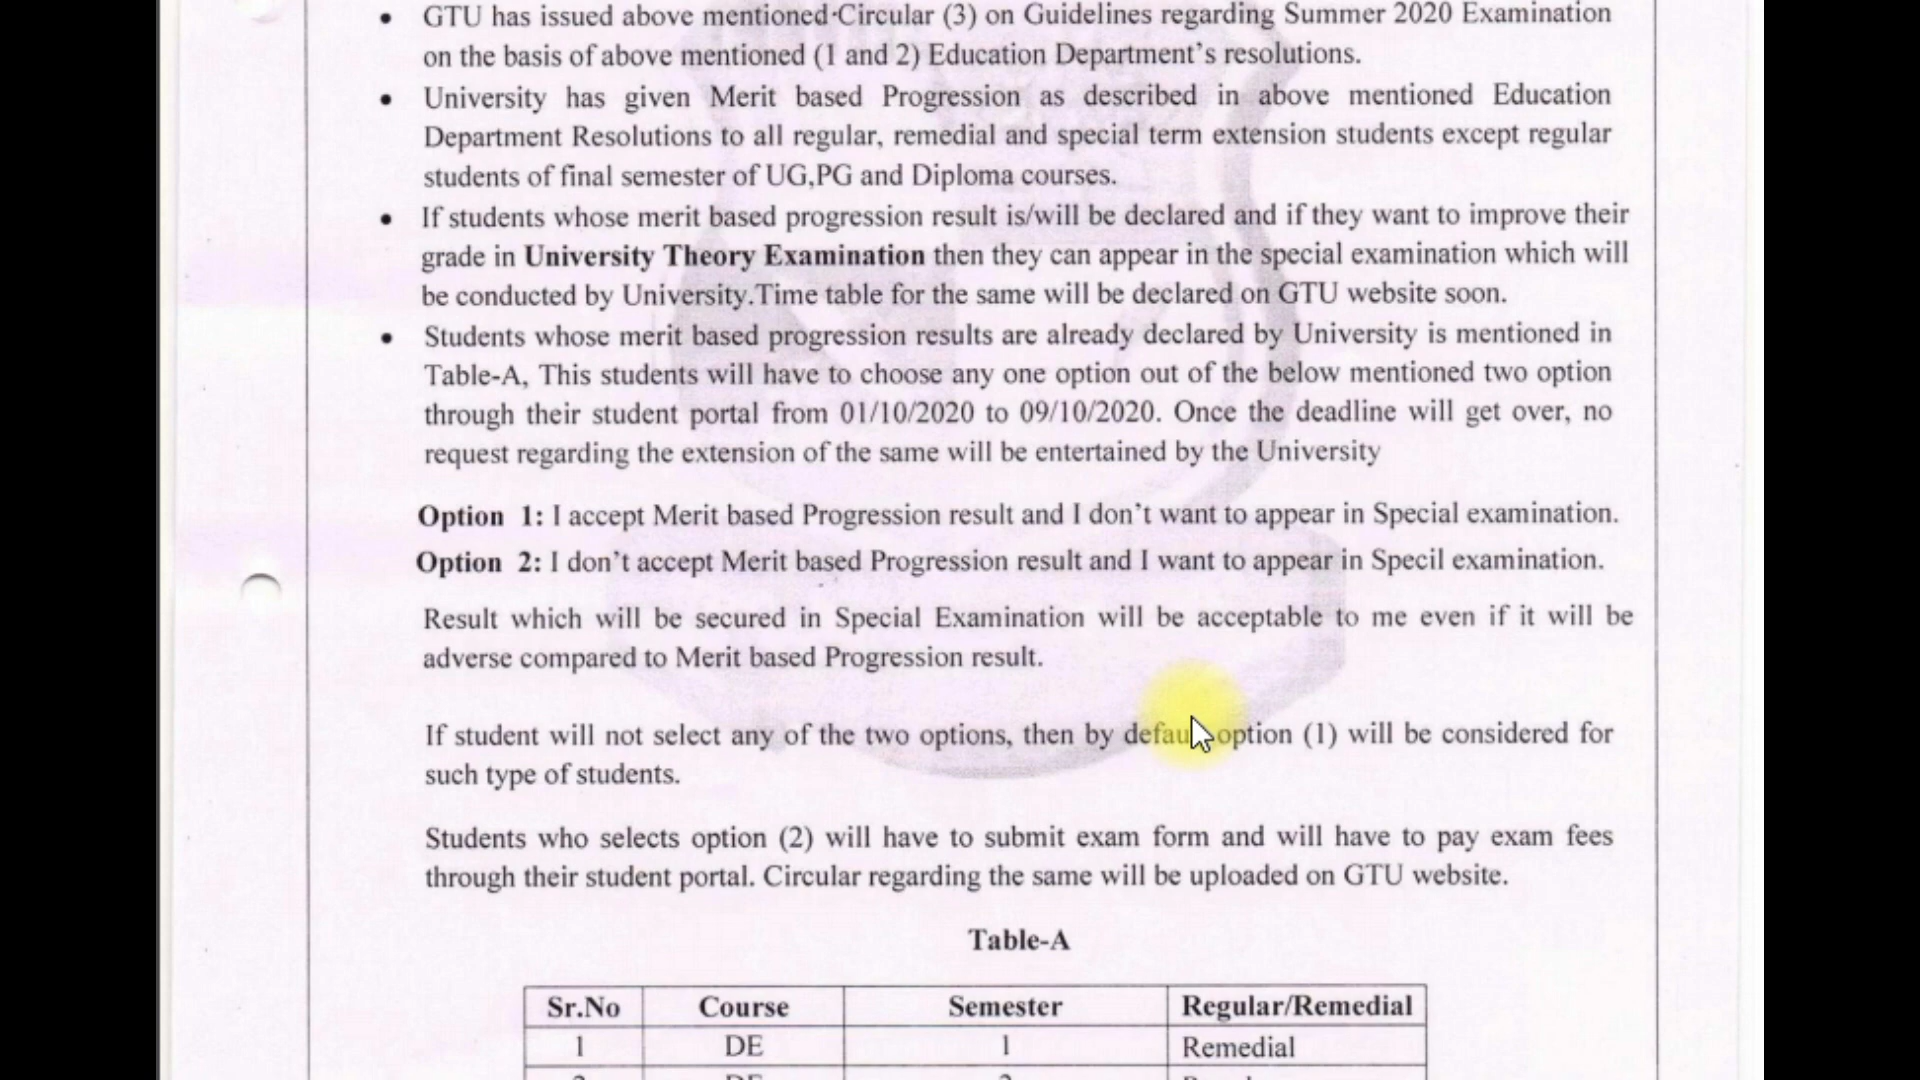 • GTU has issued above mentioned Circular (3) on Guidelines regarding Summer 2020 Examination
on the basis of above mentioned (1 and 2) Education Department's resolutions.
• University has given Merit based Progression as described in above mentioned Education
Department Resolutions to all regular, remedial and special term extension students except regular
students of final semester of UG,PG and Diploma courses.
• If students whose merit based progression result is/will be declared and if they want to improve their
grade in University Theory Examination then they can appear in the special examination which will
be conducted by University.Time table for the same will be declared on GTU website soon.
• Students whose merit based progression results are already declared by University is mentioned in
Table-A, This students will have to choose any one option out of the below mentioned two option
through their student portal from 01/10/2020 to 09/10/2020. Once the deadline will get over, no
request regarding the extension of the same will be entertained by the University
Option 1: I accept Merit based Progression result and I don't want to appear in Special examination.
Option 2: I don't accept Merit based Progression result and I want to appear in Specil examination.
Result which will be secured in Special Examination will be acceptable to me even if it will be
adverse compared to Merit based Progression result.
If student will not select any of the two options, then by default option (1) will be considered for
such type of students.
Students who selects option (2) will have to submit exam form and will have to pay exam fees
through their student portal. Circular regarding the same will be uploaded on GTU website.
Table-A
Sr.No Course Semester Regular/Remedial
1 DE 1 Remedial